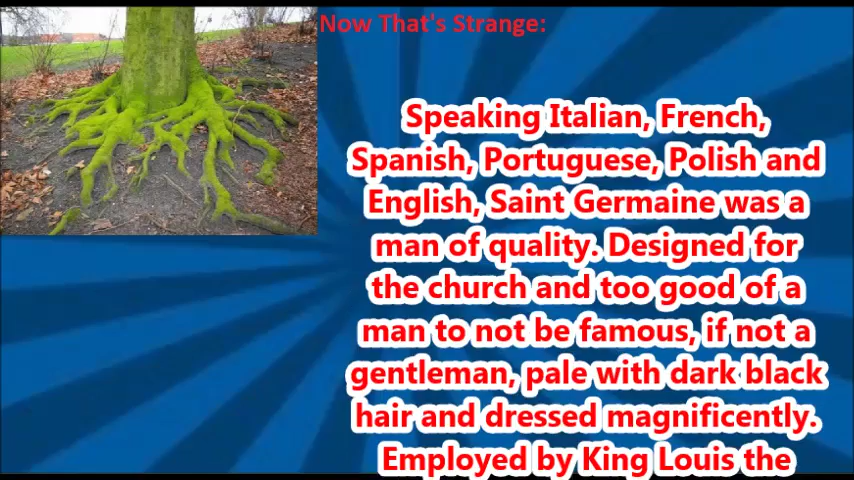 Now That's Strange:
Speaking Italian, French,
Spanish, Portuguese, Polish and
English, Saint Germaine was a
man of quality. Designed for
the church and too good of a
man to not be famous, if not a
gentleman, pale with dark black
hair and dressed magnificently.
Employed by King Louis the